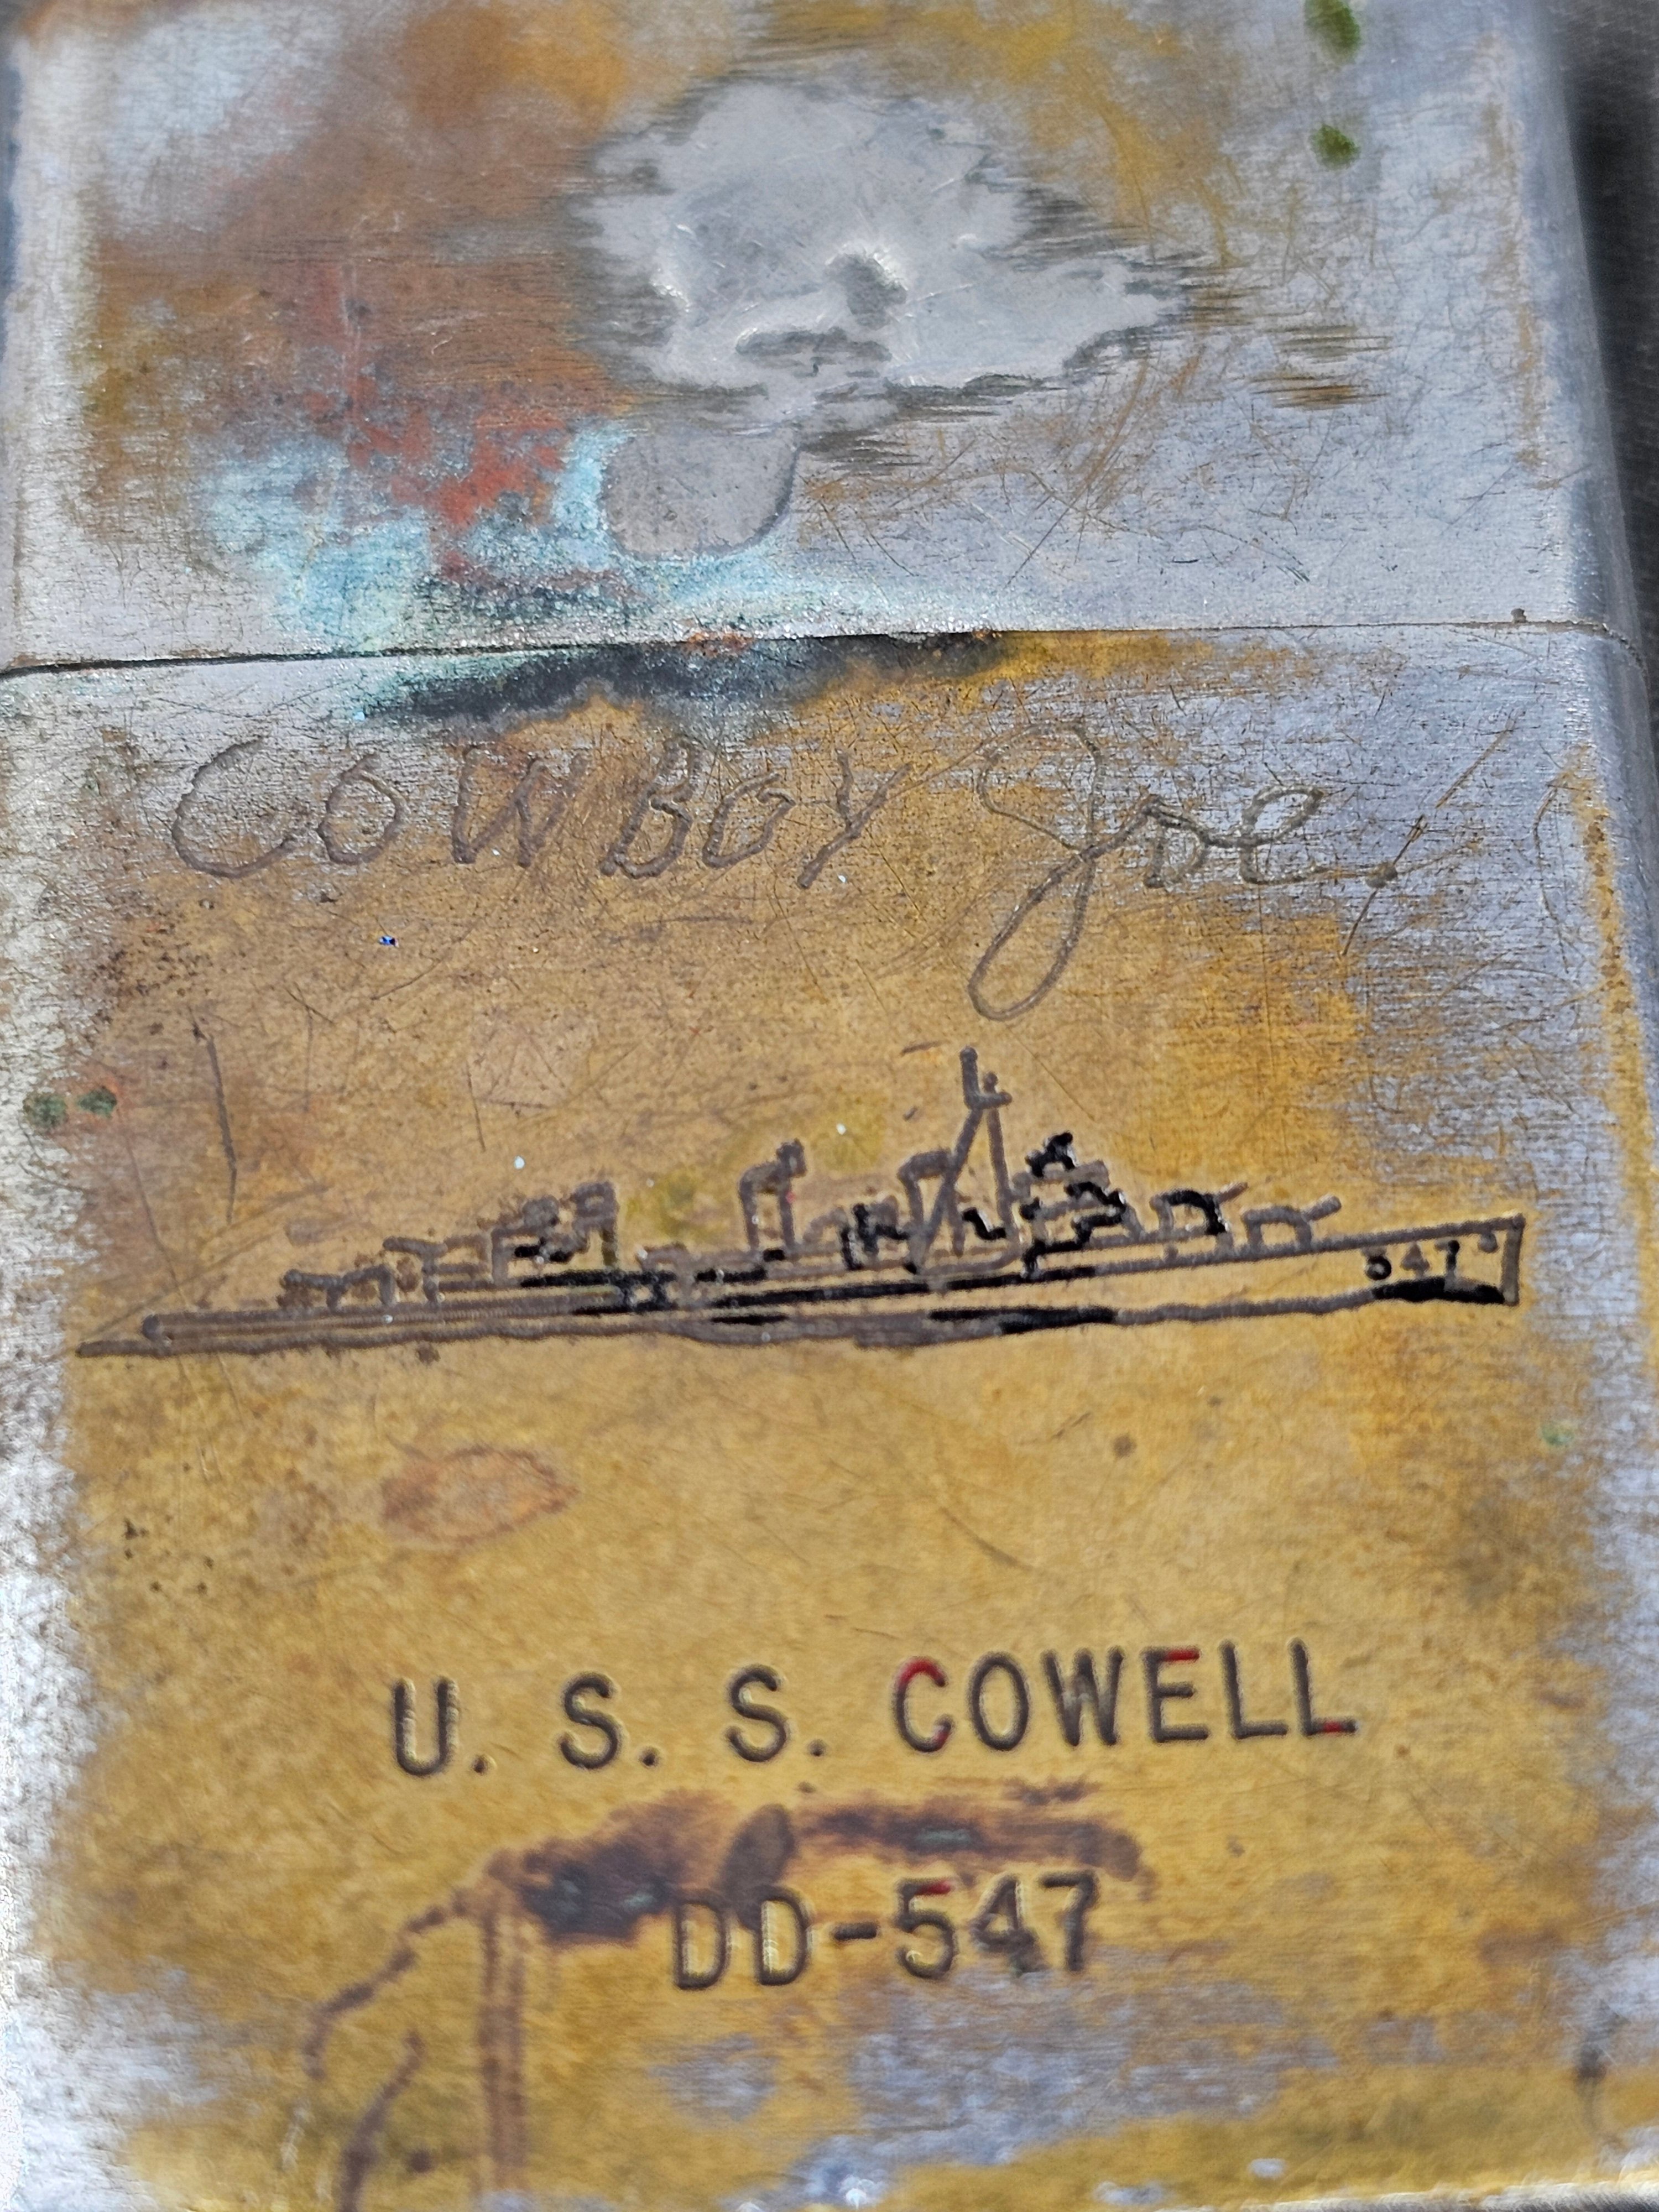 COWBOY Joe.
547
U. S. S. COWELL
DD-547